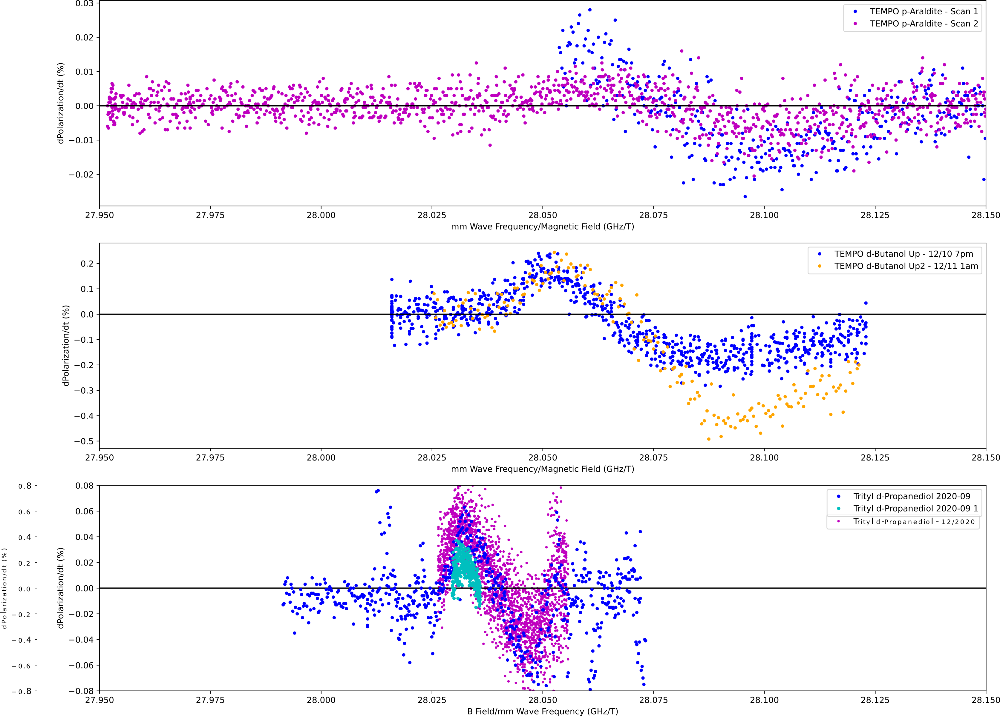 0.03
0.02
0.01
0.00
−0.01
−0.02
dPolarization/dt (%)
TEMPO p-Araldite - Scan 1
TEMPO p-Araldite - Scan 2
27.950 27.975 28.000 28.025 28.050 28.075 28.100 28.125 28.150
mm Wave Frequency/Magnetic Field (GHz/T)
0.2
0.1
0.0
−0.1
−0.2
−0.3
−0.4
−0.5
dPolarization/dt (%)
TEMPO d-Butanol Up - 12/10 7pm
TEMPO d-Butanol Up2 - 12/11 1am
27.950 27.975 28.000 28.025 28.050 28.075 28.100 28.125 28.150
mm Wave Frequency/Magnetic Field (GHz/T)
0.8
0.6
0.4
0.2
0.0
−0.2
−0.4
−0.6
−0.8
dPolarization/dt (%)
0.08
0.06
0.04
0.02
0.00
−0.02
−0.04
−0.06
−0.08
dPolarization/dt (%)
Trityl d-Propanediol 2020-09
Trityl d-Propanediol 2020-09 1
Trityl d-Propanediol - 12/2020
27.950 27.975 28.000 28.025 28.050 28.075 28.100 28.125 28.150
B Field/mm Wave Frequency (GHz/T)